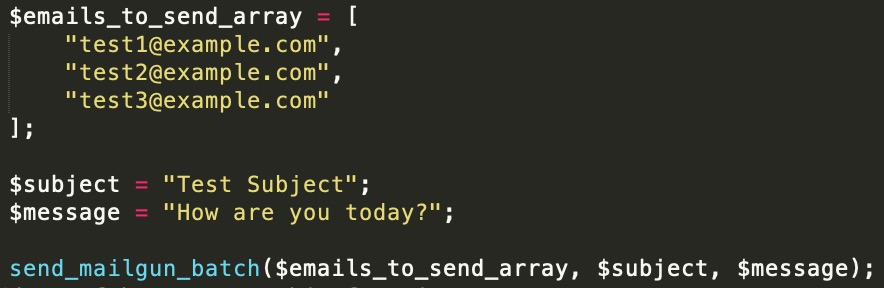 $emails_to_send_array = [
"test1@example.com",
"test2@example.com",
"test3@example.com"
];
$subject = "Test Subject";
$message = "How are you today?";
send_mailgun_batch($emails_to_send_array, $subject, $message);